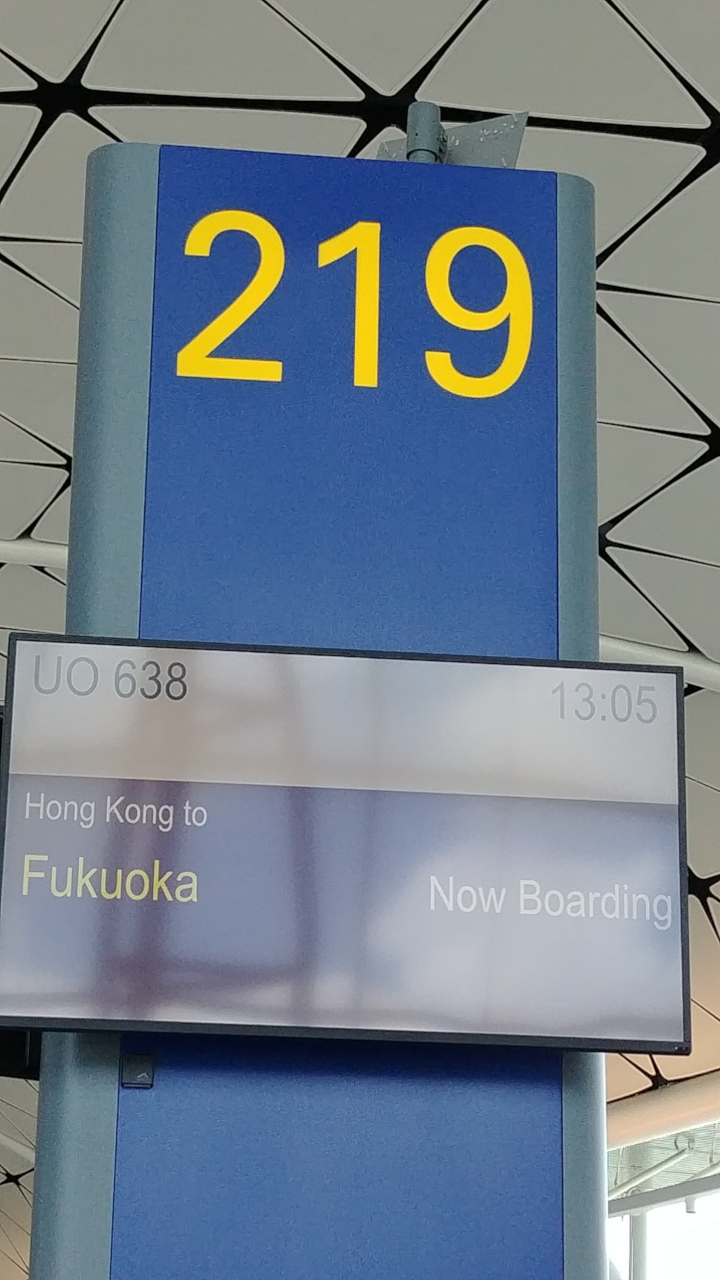 219
UO 638 13:05
Hong Kong to
Fukuoka Now Boarding